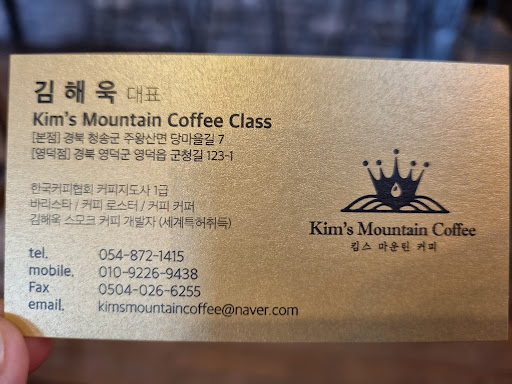 김 해 욱 대표
Kim's Mountain Coffee Class
[본점] 경북 청송군 주왕산면 당마을길 7
[영덕점] 경북 영덕군 영덕읍 군청길 123-1
한국커피협회 커피지도사 1급
바리스타 / 커피 로스터 / 커피 커퍼
김해욱 스모크 커피 개발자 (세계특허취득)
tel. 054-872-1415
mobile. 010-9226-9438
Fax 0504-026-6255
email. kimsmountaincoffee@naver.com
Kim's Mountain Coffee
킴스 마운틴 커피